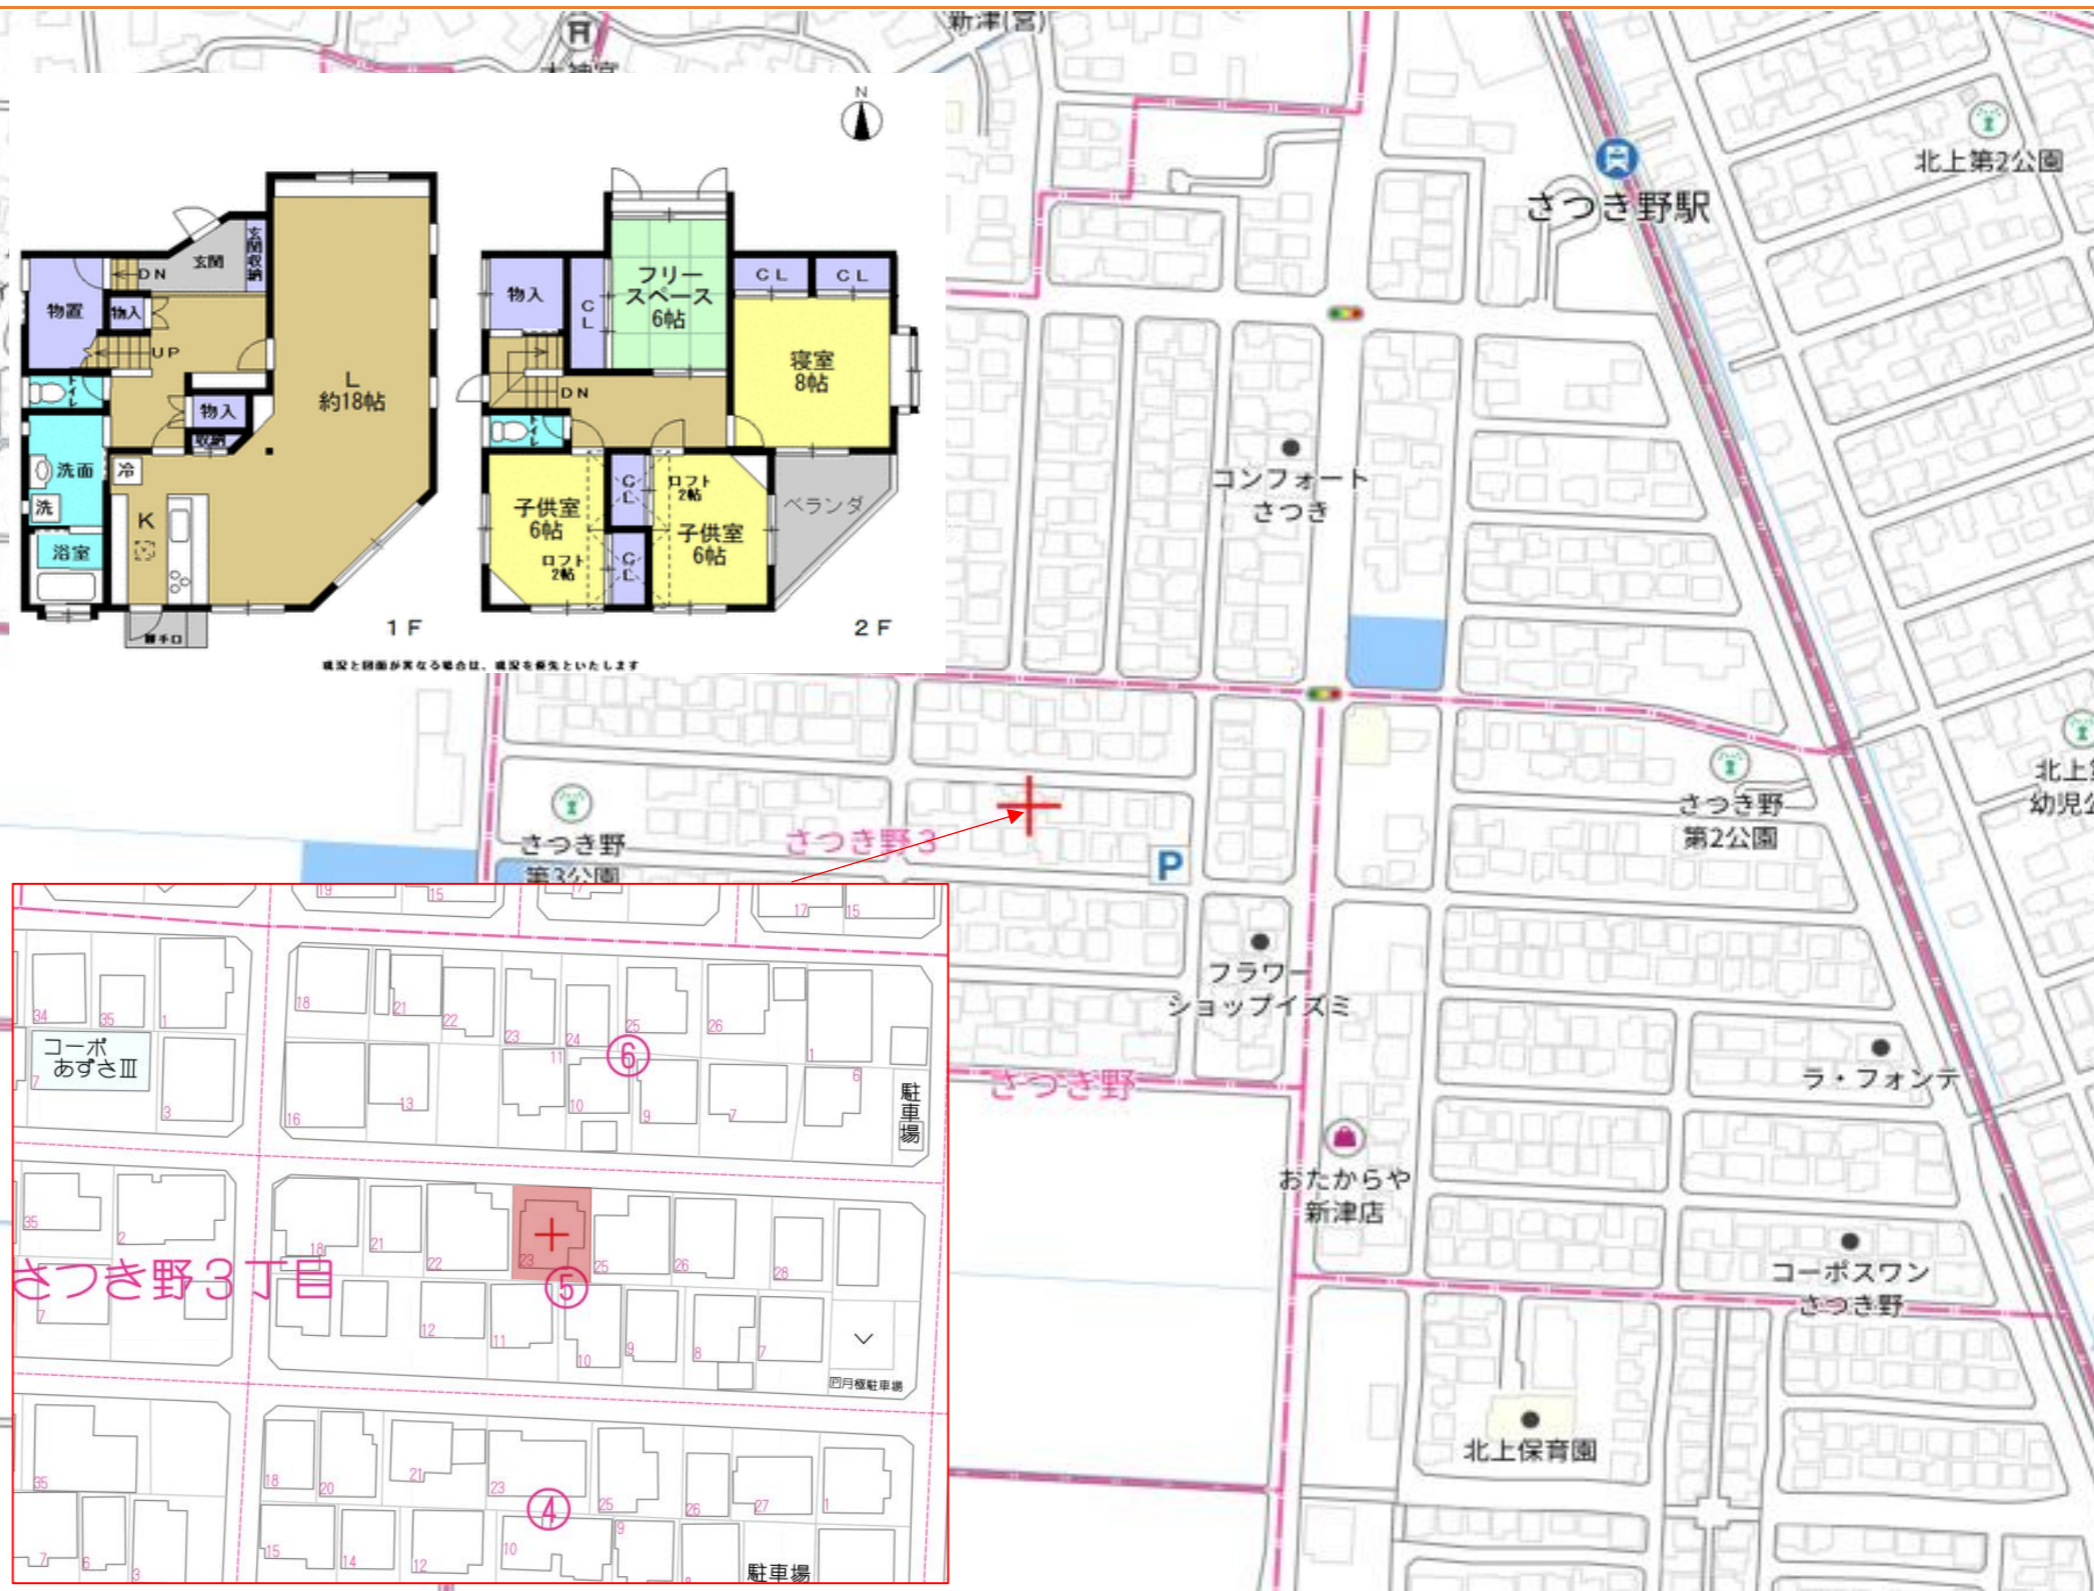 新津(宮)
大神宮
N
玄関収納
玄関
DN
物置
物入
UP
L
約18帖
トイレ
物入
収納
洗面
冷
洗
K
浴室
勝手口
1F
フリー
スペース
6帖
CL
CL
CL
物入
寝室
8帖
DN
トイレ
子供室
6帖
ロフト
2帖
CL
CL
ロフト
2帖
子供室
6帖
ベランダ
2F
現況と図面が異なる場合は、現況を優先といたします
さつき野駅
北上第2公園
コンフォート
さつき
さつき野
第3公園
さつき野3
P
さつき野
第2公園
フラワー
ショップイズミ
さつき野
ラ・フォンテ
おたからや
新津店
コーポスワン
さつき野
北上保育園
19
15
17
17
15
34
35
1
コーポ
あずさⅢ
7
3
18
21
22
23
24
25
26
1
⑥
16
13
11
10
9
7
6
駐車場
35
2
18
21
22
23
25
26
28
⑤
さつき野3丁目
7
12
11
10
9
8
7
月極駐車場
35
18
20
21
23
25
26
27
1
④
7
6
3
15
14
12
10
9
駐車場